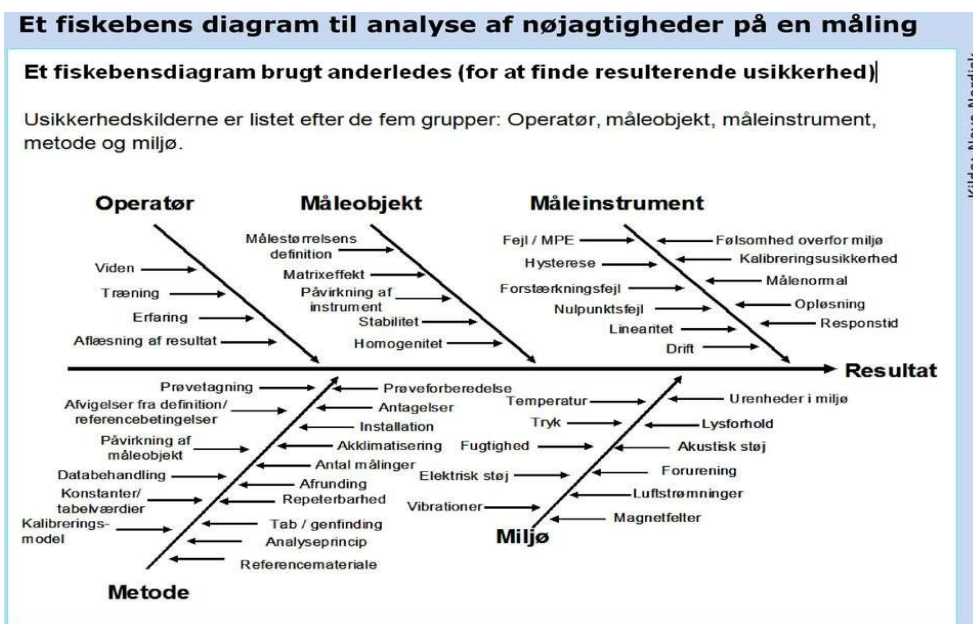 Et fiskebens diagram til analyse af nøjagtigheder på en måling
Et fiskebensdiagram brugt anderledes (for at finde resulterende usikkerhed)
Usikkerhedskilderne er listet efter de fem grupper: Operatør, måleobjekt, måleinstrument,
metode og miljø.
Operatør
Viden
Træning
Erfaring
Aflæsning af resultat
Måleobjekt
Målestørrelsens
definition
Matrixeffekt
Påvirkning af
instrument
Stabilitet
Homogenitet
Måleinstrument
Fejl / MPE
Hysterese
Forstærkningsfejl
Nulpunktsfejl
Linearitet
Drift
Følsomhed overfor miljø
Kalibreringsusikkerhed
Målenormal
Opløsning
Responstid
Resultat
Prøvetagning
Afvigelser fra definition/
referencebetingelser
Påvirkning af
måleobjekt
Databehandling
Konstanter/
tabelværdier
Kalibrerings-
model
Prøveforberedelse
Antagelser
Installation
Akklimatisering
Antal målinger
Afrunding
Repeterbarhed
Tab / genfinding
Analyseprincip
Referencemateriale
Metode
Temperatur
Tryk
Fugtighed
Elektrisk støj
Vibrationer
Urenheder i miljø
Lysforhold
Akustisk støj
Forurening
Luftstrømninger
Magnetfelter
Miljø